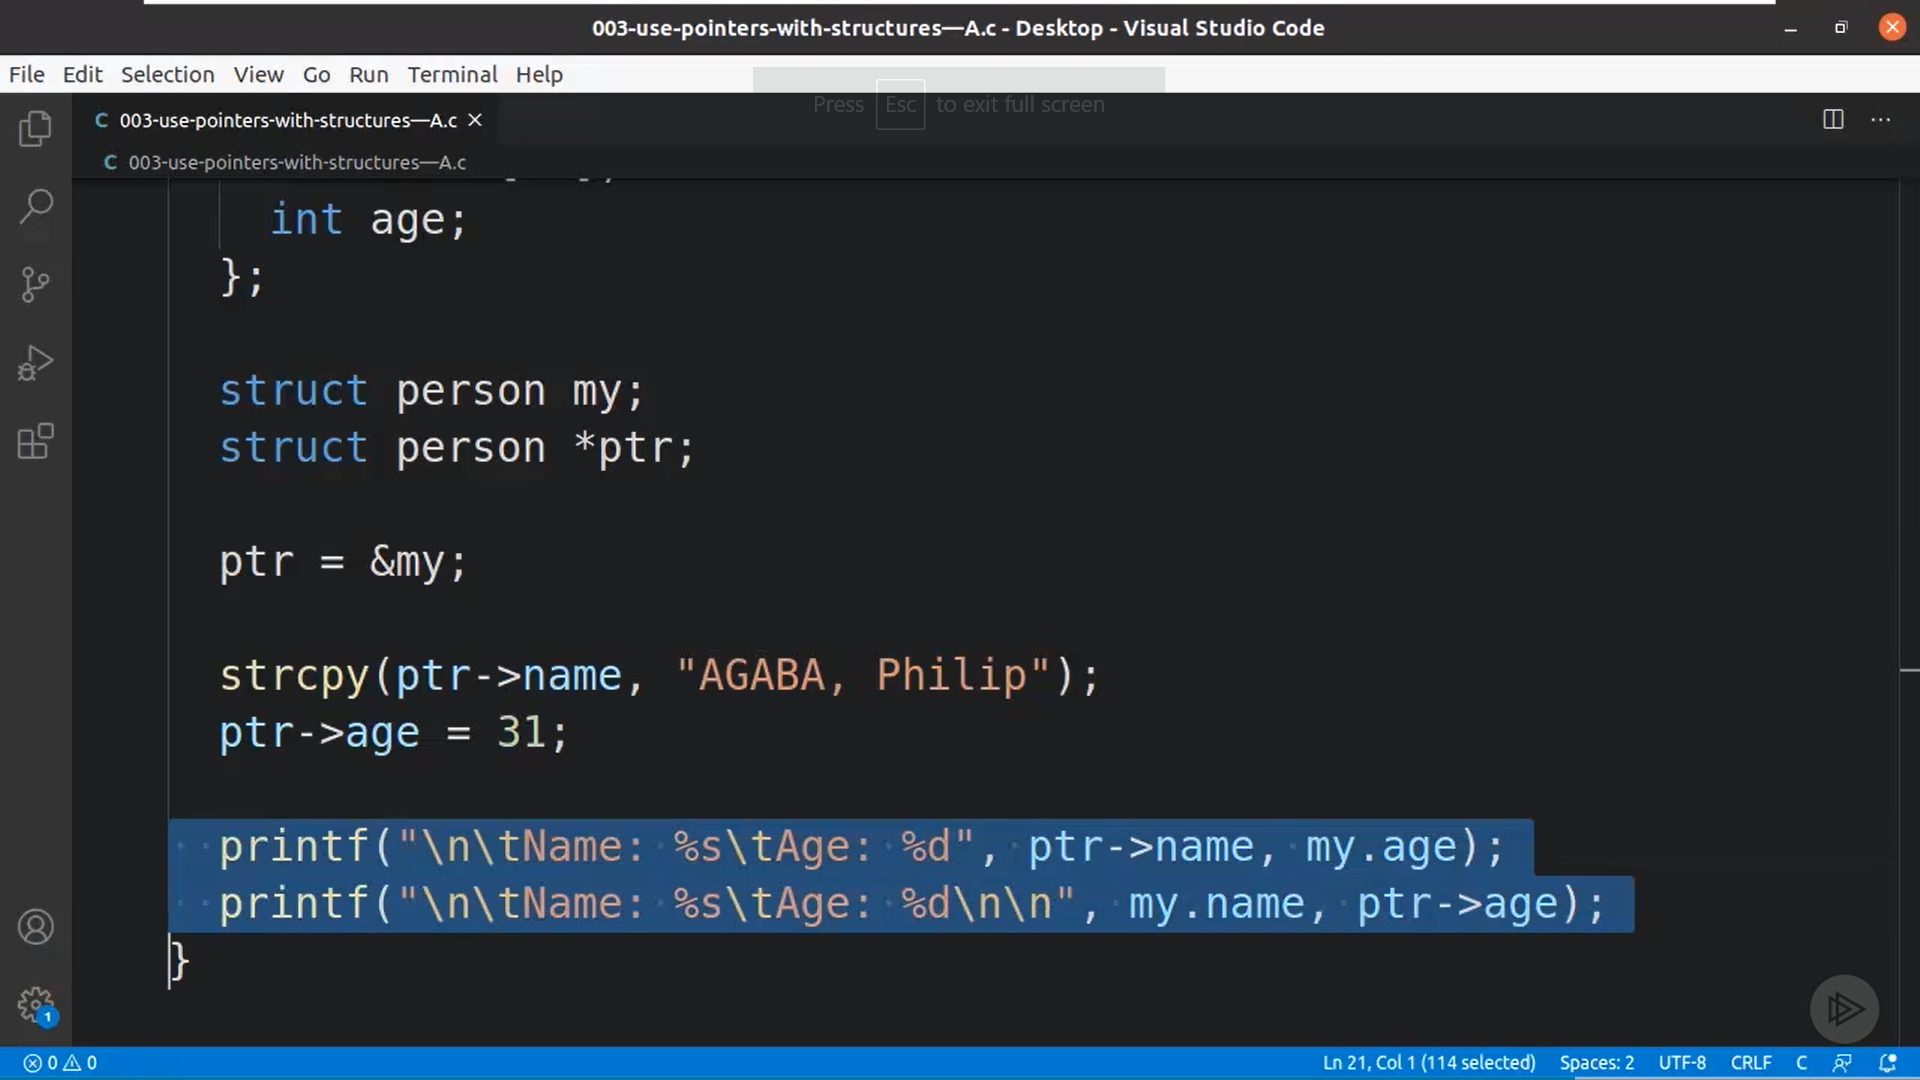 003-use-pointers-with-structures—A.c - Desktop - Visual Studio Code
File Edit Selection View Go Run Terminal Help
Press Esc to exit full screen
C 003-use-pointers-with-structures—A.c
C 003-use-pointers-with-structures—A.c
int age;
};
struct person my;
struct person *ptr;
ptr = &my;
strcpy(ptr->name, "AGABA, Philip");
ptr->age = 31;
printf("\n\tName: %s\tAge: %d", ptr->name, my.age);
printf("\n\tName: %s\tAge: %d\n\n", my.name, ptr->age);
}
1
0 0 Ln 21, Col 1 (114 selected) Spaces: 2 UTF-8 CRLF C